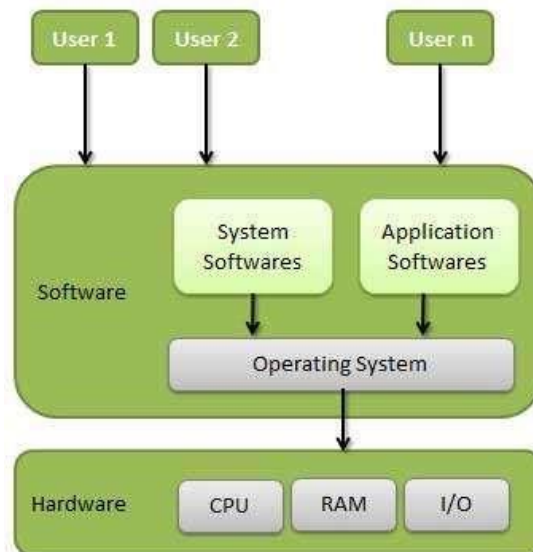 User 1
User 2
User n
System
Softwares
Application
Softwares
Software
Operating System
Hardware
CPU
RAM
I/O